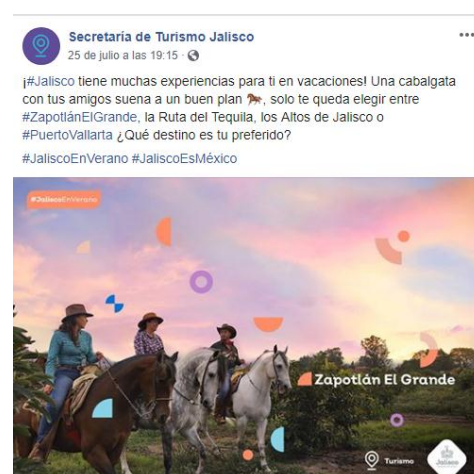 Secretaría de Turismo Jalisco
25 de julio a las 19:15 ·
¡#Jalisco tiene muchas experiencias para ti en vacaciones! Una cabalgata
con tus amigos suena a un buen plan 🐎, solo te queda elegir entre
#ZapotlánElGrande, la Ruta del Tequila, los Altos de Jalisco o
#PuertoVallarta ¿Qué destino es tu preferido?
#JaliscoEnVerano #JaliscoEsMéxico
#JaliscoEnVerano
Zapotlán El Grande
Turismo
Jalisco